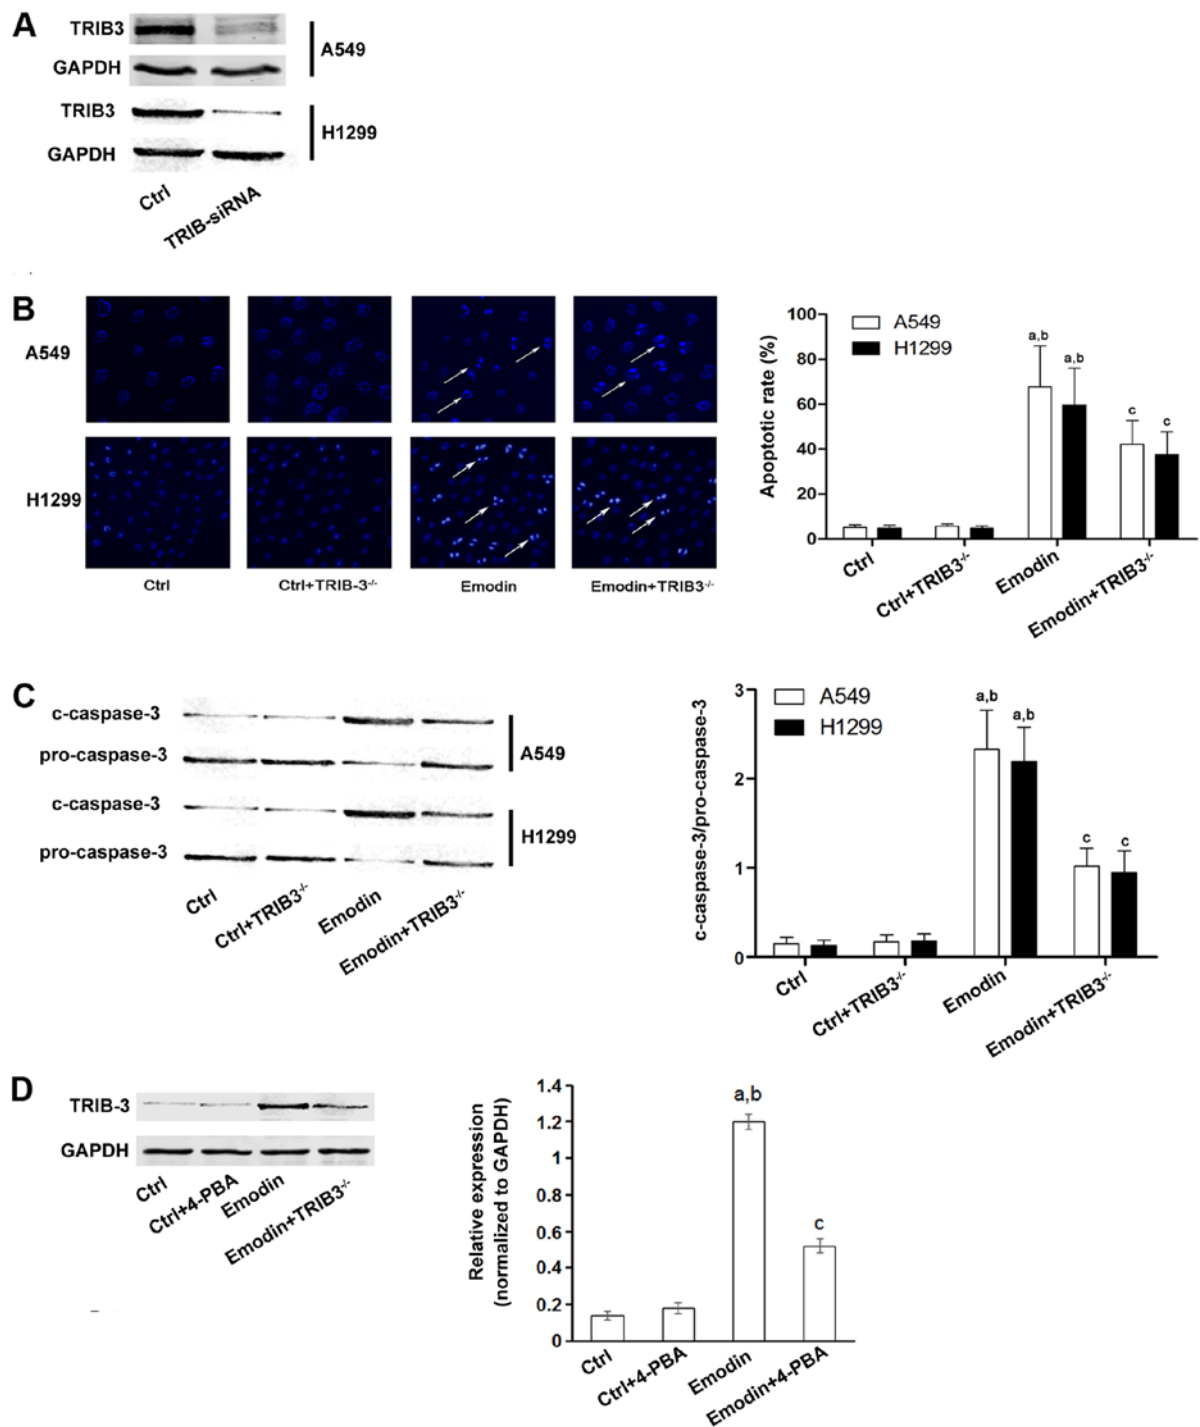 A
TRIB3
GAPDH
A549
TRIB3
GAPDH
H1299
Ctrl
TRIB-siRNA
B
A549
H1299
Ctrl
Ctrl+TRIB-3-/-
Emodin
Emodin+TRIB3-/-
Apoptotic rate (%)
100
80
60
40
20
0
A549
H1299
a,b
a,b
c
c
Ctrl
Ctrl+TRIB3-/-
Emodin
Emodin+TRIB3-/-
C
c-caspase-3
pro-caspase-3
A549
c-caspase-3
pro-caspase-3
H1299
Ctrl
Ctrl+TRIB3-/-
Emodin
Emodin+TRIB3-/-
c-caspase-3/pro-caspase-3
3
2
1
0
A549
H1299
a,b
a,b
c
c
Ctrl
Ctrl+TRIB3-/-
Emodin
Emodin+TRIB3-/-
D
TRIB-3
GAPDH
Ctrl
Ctrl+4-PBA
Emodin
Emodin+TRIB3-/-
Relative expression
(normalized to GAPDH)
1.4
1.2
1
0.8
0.6
0.4
0.2
0
a,b
c
Ctrl
Ctrl+4-PBA
Emodin
Emodin+4-PBA